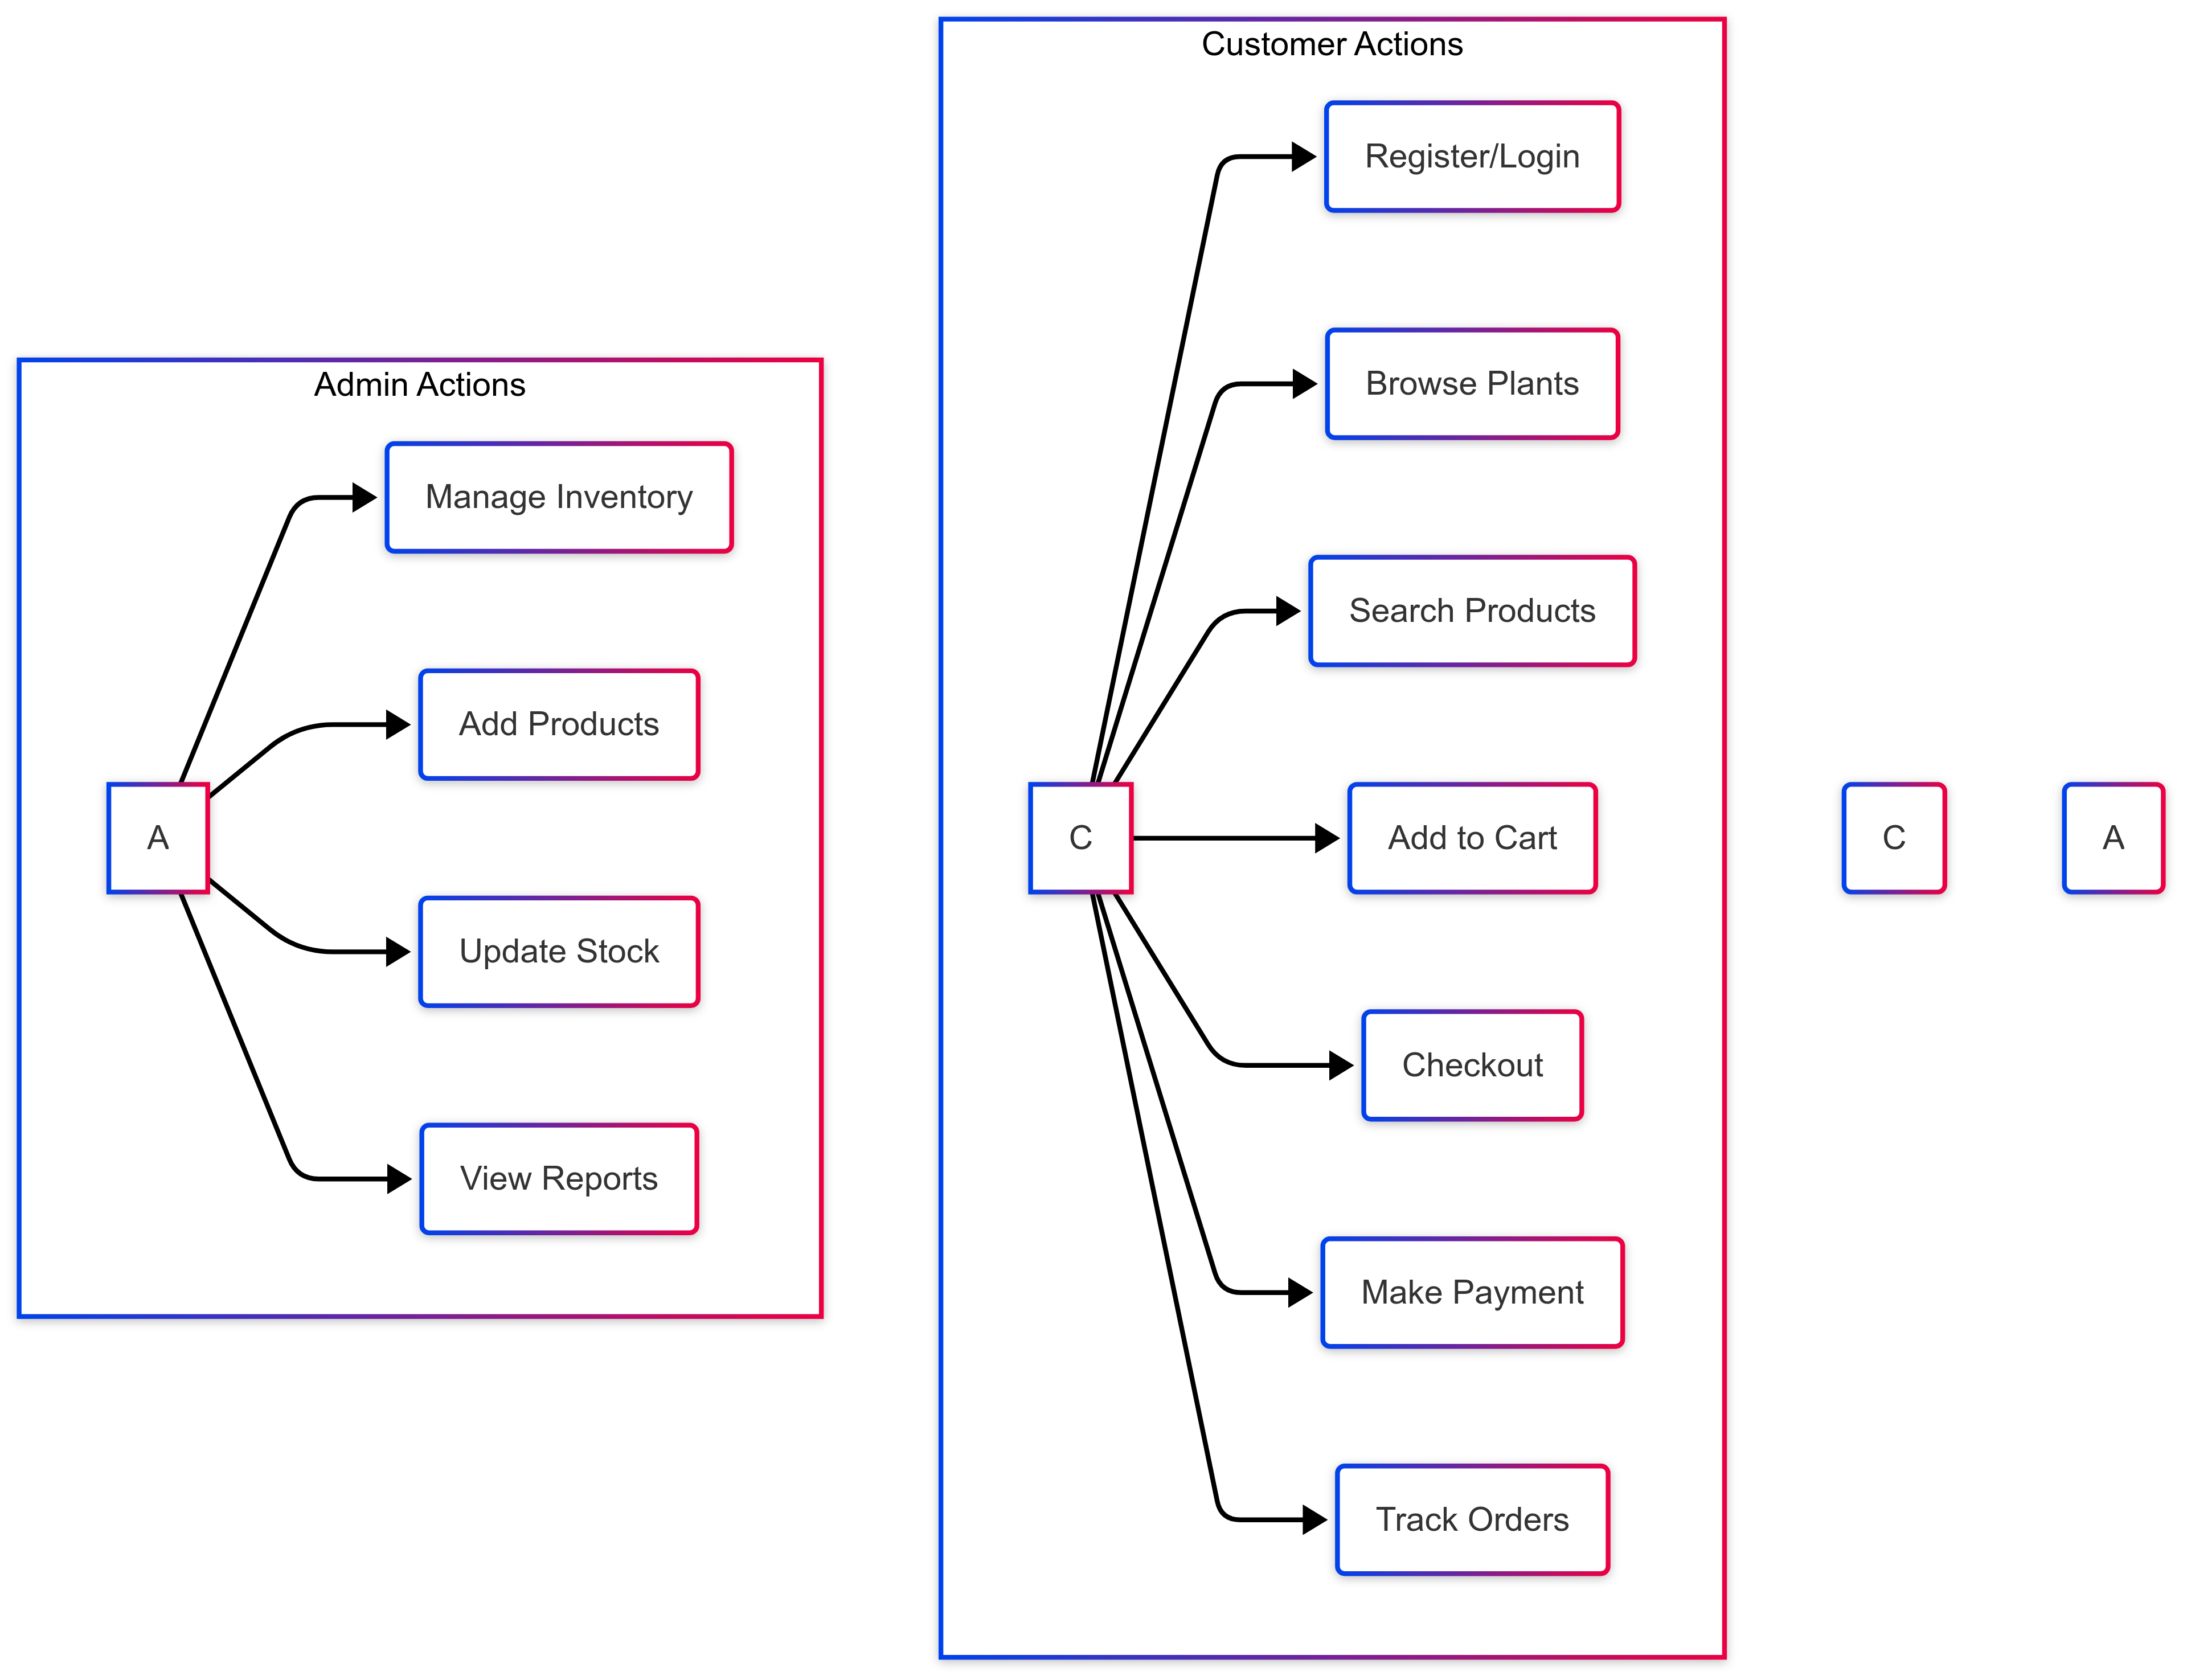 Admin Actions
Manage Inventory
Add Products
A
Update Stock
View Reports
Customer Actions
Register/Login
Browse Plants
Search Products
C
Add to Cart
Checkout
Make Payment
Track Orders
C
A